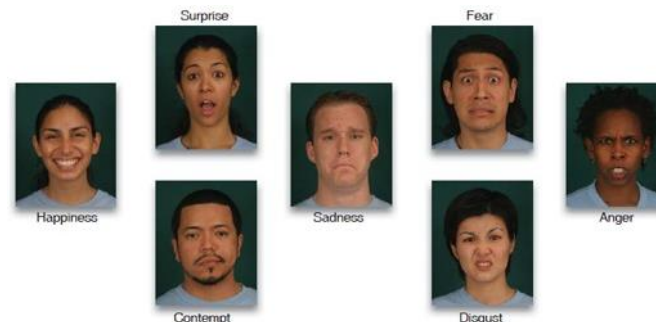 Surprise
Fear
Happiness
Sadness
Anger
Contempt
Disgust